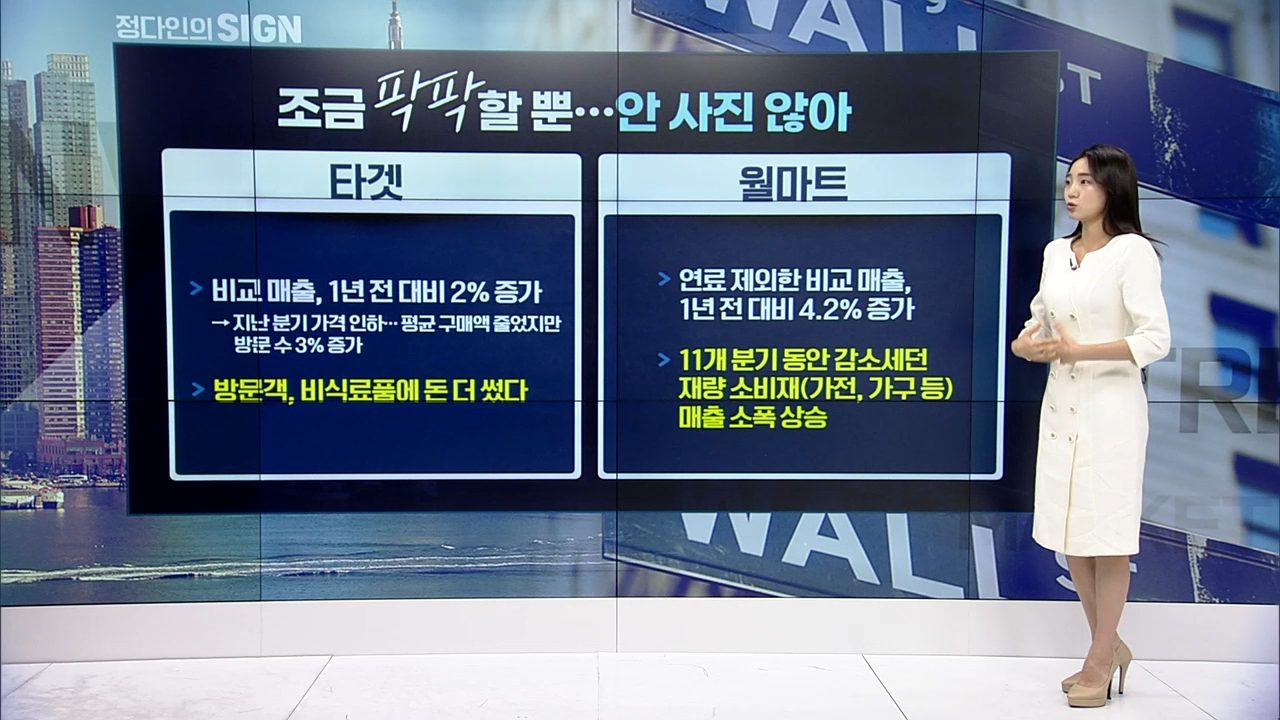 정다인의 SIGN
조금 팍팍할 뿐…안 사진 않아
타겟
> 비교 매출, 1년 전 대비 2% 증가
→ 지난 분기 가격 인하… 평균 구매액 줄었지만
방문 수 3% 증가
> 방문객, 비식료품에 돈 더 썼다
월마트
> 연료 제외한 비교 매출,
1년 전 대비 4.2% 증가
> 11개 분기 동안 감소세던
재량 소비재(가전, 가구 등)
매출 소폭 상승
WALL
ST
WALL
ST